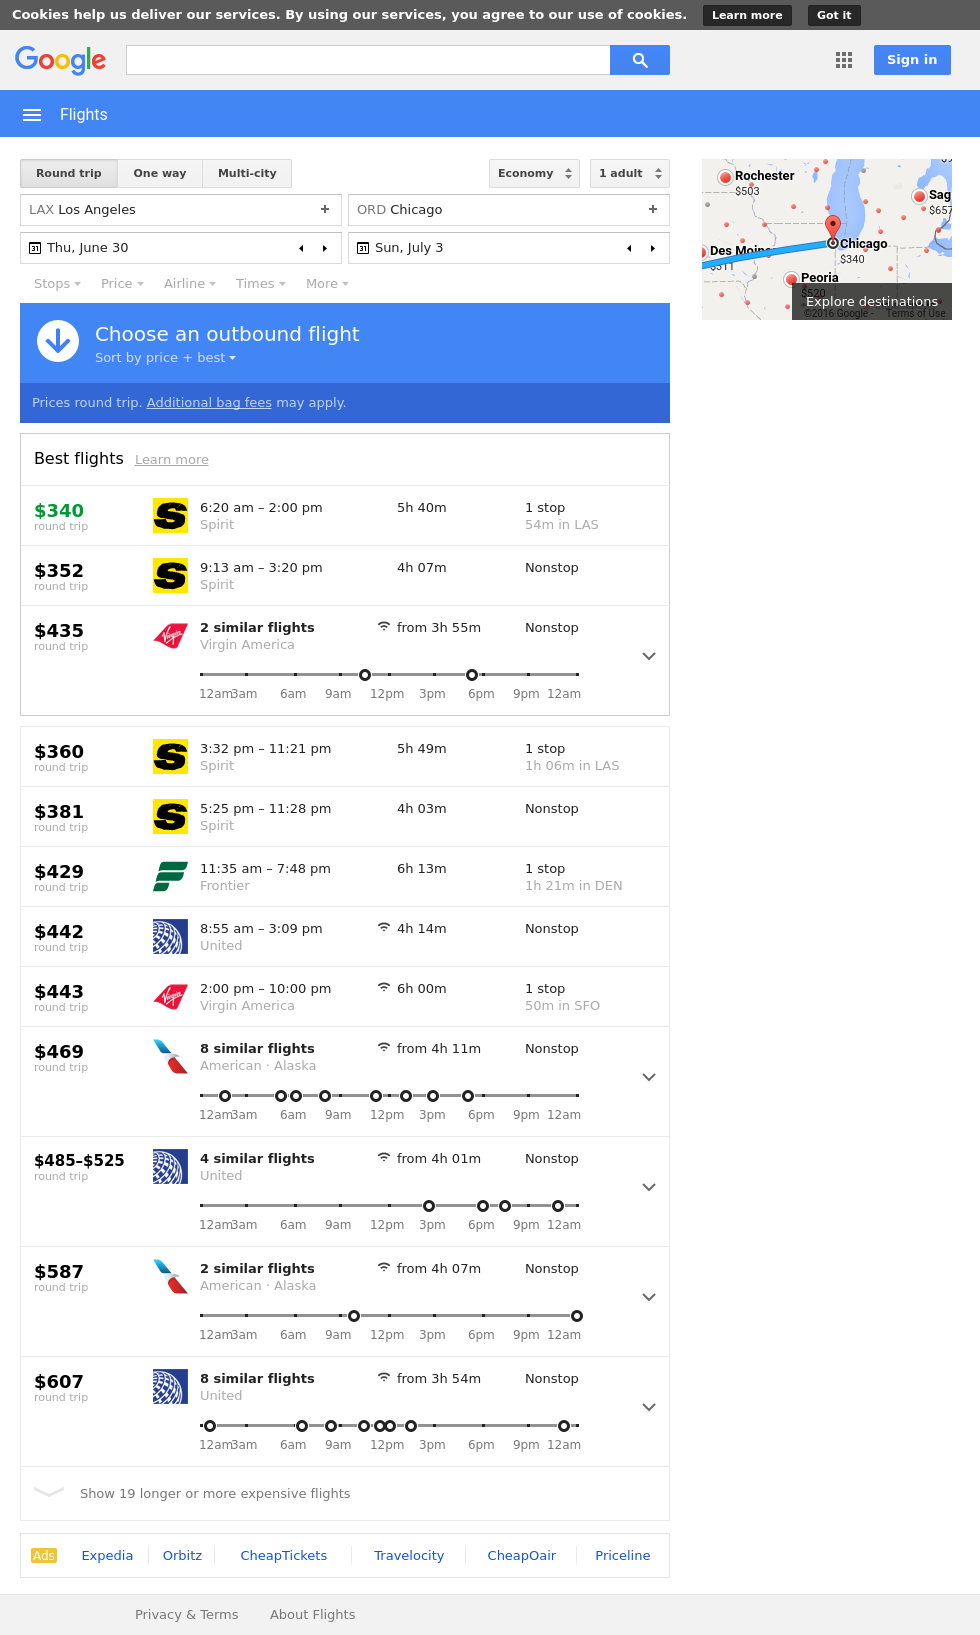 Cookies help us deliver our services. By using our services, you agree to our use of cookies. Learn more Got it
Google
Sign in
Flights
Round trip One way Multi-city Economy 1 adult
LAX Los Angeles + ORD Chicago +
31 Thu, June 30 31 Sun, July 3
Stops Price Airline Times More
Rochester
$503
Sag
$657
Des Moine
$311
Chicago
$340
Peoria
$520
Explore destinations
©2016 Google - Terms of Use
Choose an outbound flight
Sort by price + best
Prices round trip. Additional bag fees may apply.
Best flights Learn more
$340 6:20 am – 2:00 pm 5h 40m 1 stop
round trip Spirit 54m in LAS
$352 9:13 am – 3:20 pm 4h 07m Nonstop
round trip Spirit
$435 Virgin 2 similar flights from 3h 55m Nonstop
round trip Virgin America
12am 3am 6am 9am 12pm 3pm 6pm 9pm 12am
$360 3:32 pm – 11:21 pm 5h 49m 1 stop
round trip Spirit 1h 06m in LAS
$381 5:25 pm – 11:28 pm 4h 03m Nonstop
round trip Spirit
$429 11:35 am – 7:48 pm 6h 13m 1 stop
round trip Frontier 1h 21m in DEN
$442 8:55 am – 3:09 pm 4h 14m Nonstop
round trip United
$443 Virgin 2:00 pm – 10:00 pm 6h 00m 1 stop
round trip Virgin America 50m in SFO
$469 8 similar flights from 4h 11m Nonstop
round trip American · Alaska
12am 3am 6am 9am 12pm 3pm 6pm 9pm 12am
$485–$525 4 similar flights from 4h 01m Nonstop
round trip United
12am 3am 6am 9am 12pm 3pm 6pm 9pm 12am
$587 2 similar flights from 4h 07m Nonstop
round trip American · Alaska
12am 3am 6am 9am 12pm 3pm 6pm 9pm 12am
$607 8 similar flights from 3h 54m Nonstop
round trip United
12am 3am 6am 9am 12pm 3pm 6pm 9pm 12am
Show 19 longer or more expensive flights
Ads Expedia Orbitz CheapTickets Travelocity CheapOair Priceline
Privacy & Terms About Flights